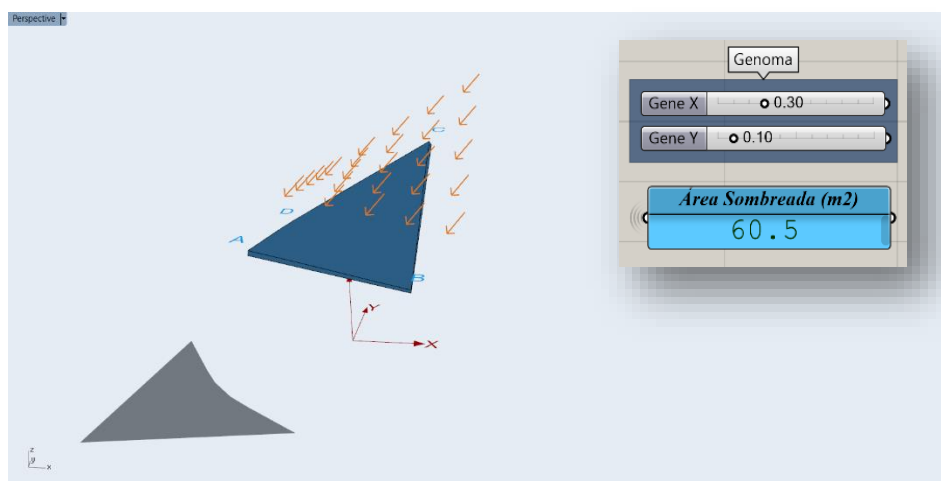 Perspective
Genoma
Gene X
0.30
Gene Y
0.10
Área Sombreada (m2)
60.5
C
D
A
B
Y
X
z
y
x